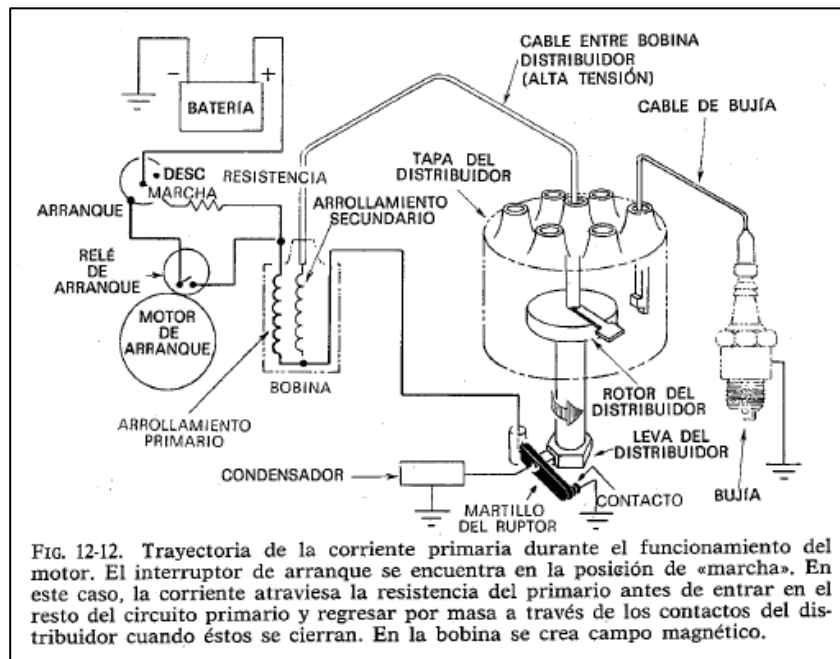 CABLE ENTRE BOBINA
DISTRIBUIDOR
(ALTA TENSIÓN)
CABLE DE BUJÍA
- +
BATERÍA
TAPA DEL
DISTRIBUIDOR
DESC
MARCHA
RESISTENCIA
ARRANQUE
ARROLLAMIENTO
SECUNDARIO
RELÉ
DE
ARRANQUE
MOTOR
DE
ARRANQUE
BOBINA
ARROLLAMIENTO
PRIMARIO
ROTOR DEL
DISTRIBUIDOR
LEVA DEL
DISTRIBUIDOR
CONDENSADOR
CONTACTO
BUJÍA
MARTILLO
DEL RUPTOR
FIG. 12-12. Trayectoria de la corriente primaria durante el funcionamiento del
motor. El interruptor de arranque se encuentra en la posición de «marcha». En
este caso, la corriente atraviesa la resistencia del primario antes de entrar en el
resto del circuito primario y regresar por masa a través de los contactos del dis-
tribuidor cuando éstos se cierran. En la bobina se crea campo magnético.